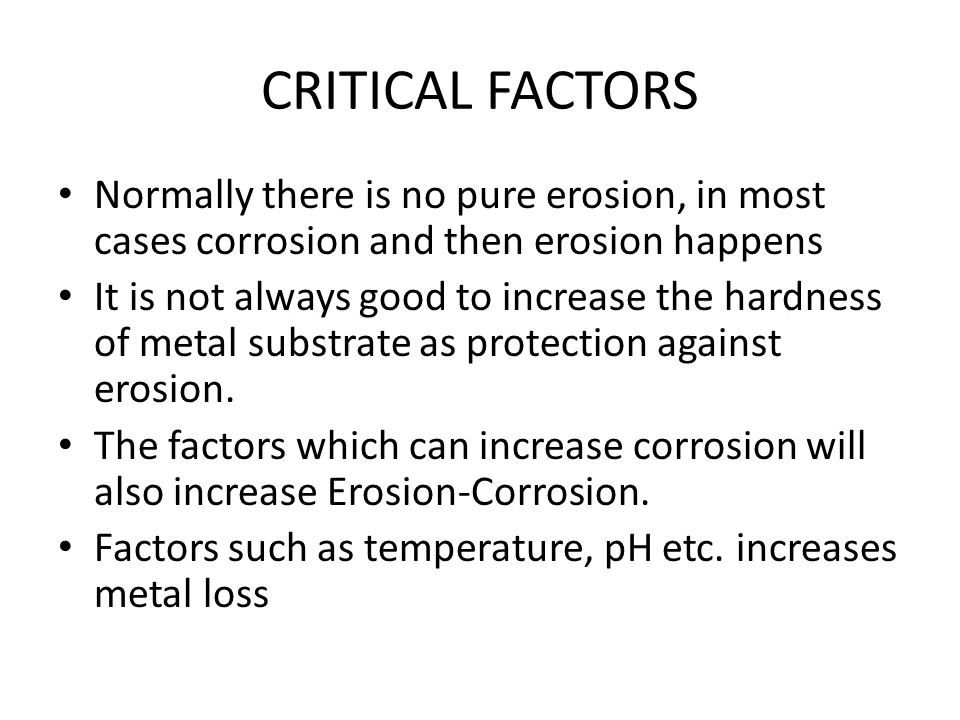 CRITICAL FACTORS
• Normally there is no pure erosion, in most
cases corrosion and then erosion happens
• It is not always good to increase the hardness
of metal substrate as protection against
erosion.
• The factors which can increase corrosion will
also increase Erosion-Corrosion.
• Factors such as temperature, pH etc. increases
metal loss